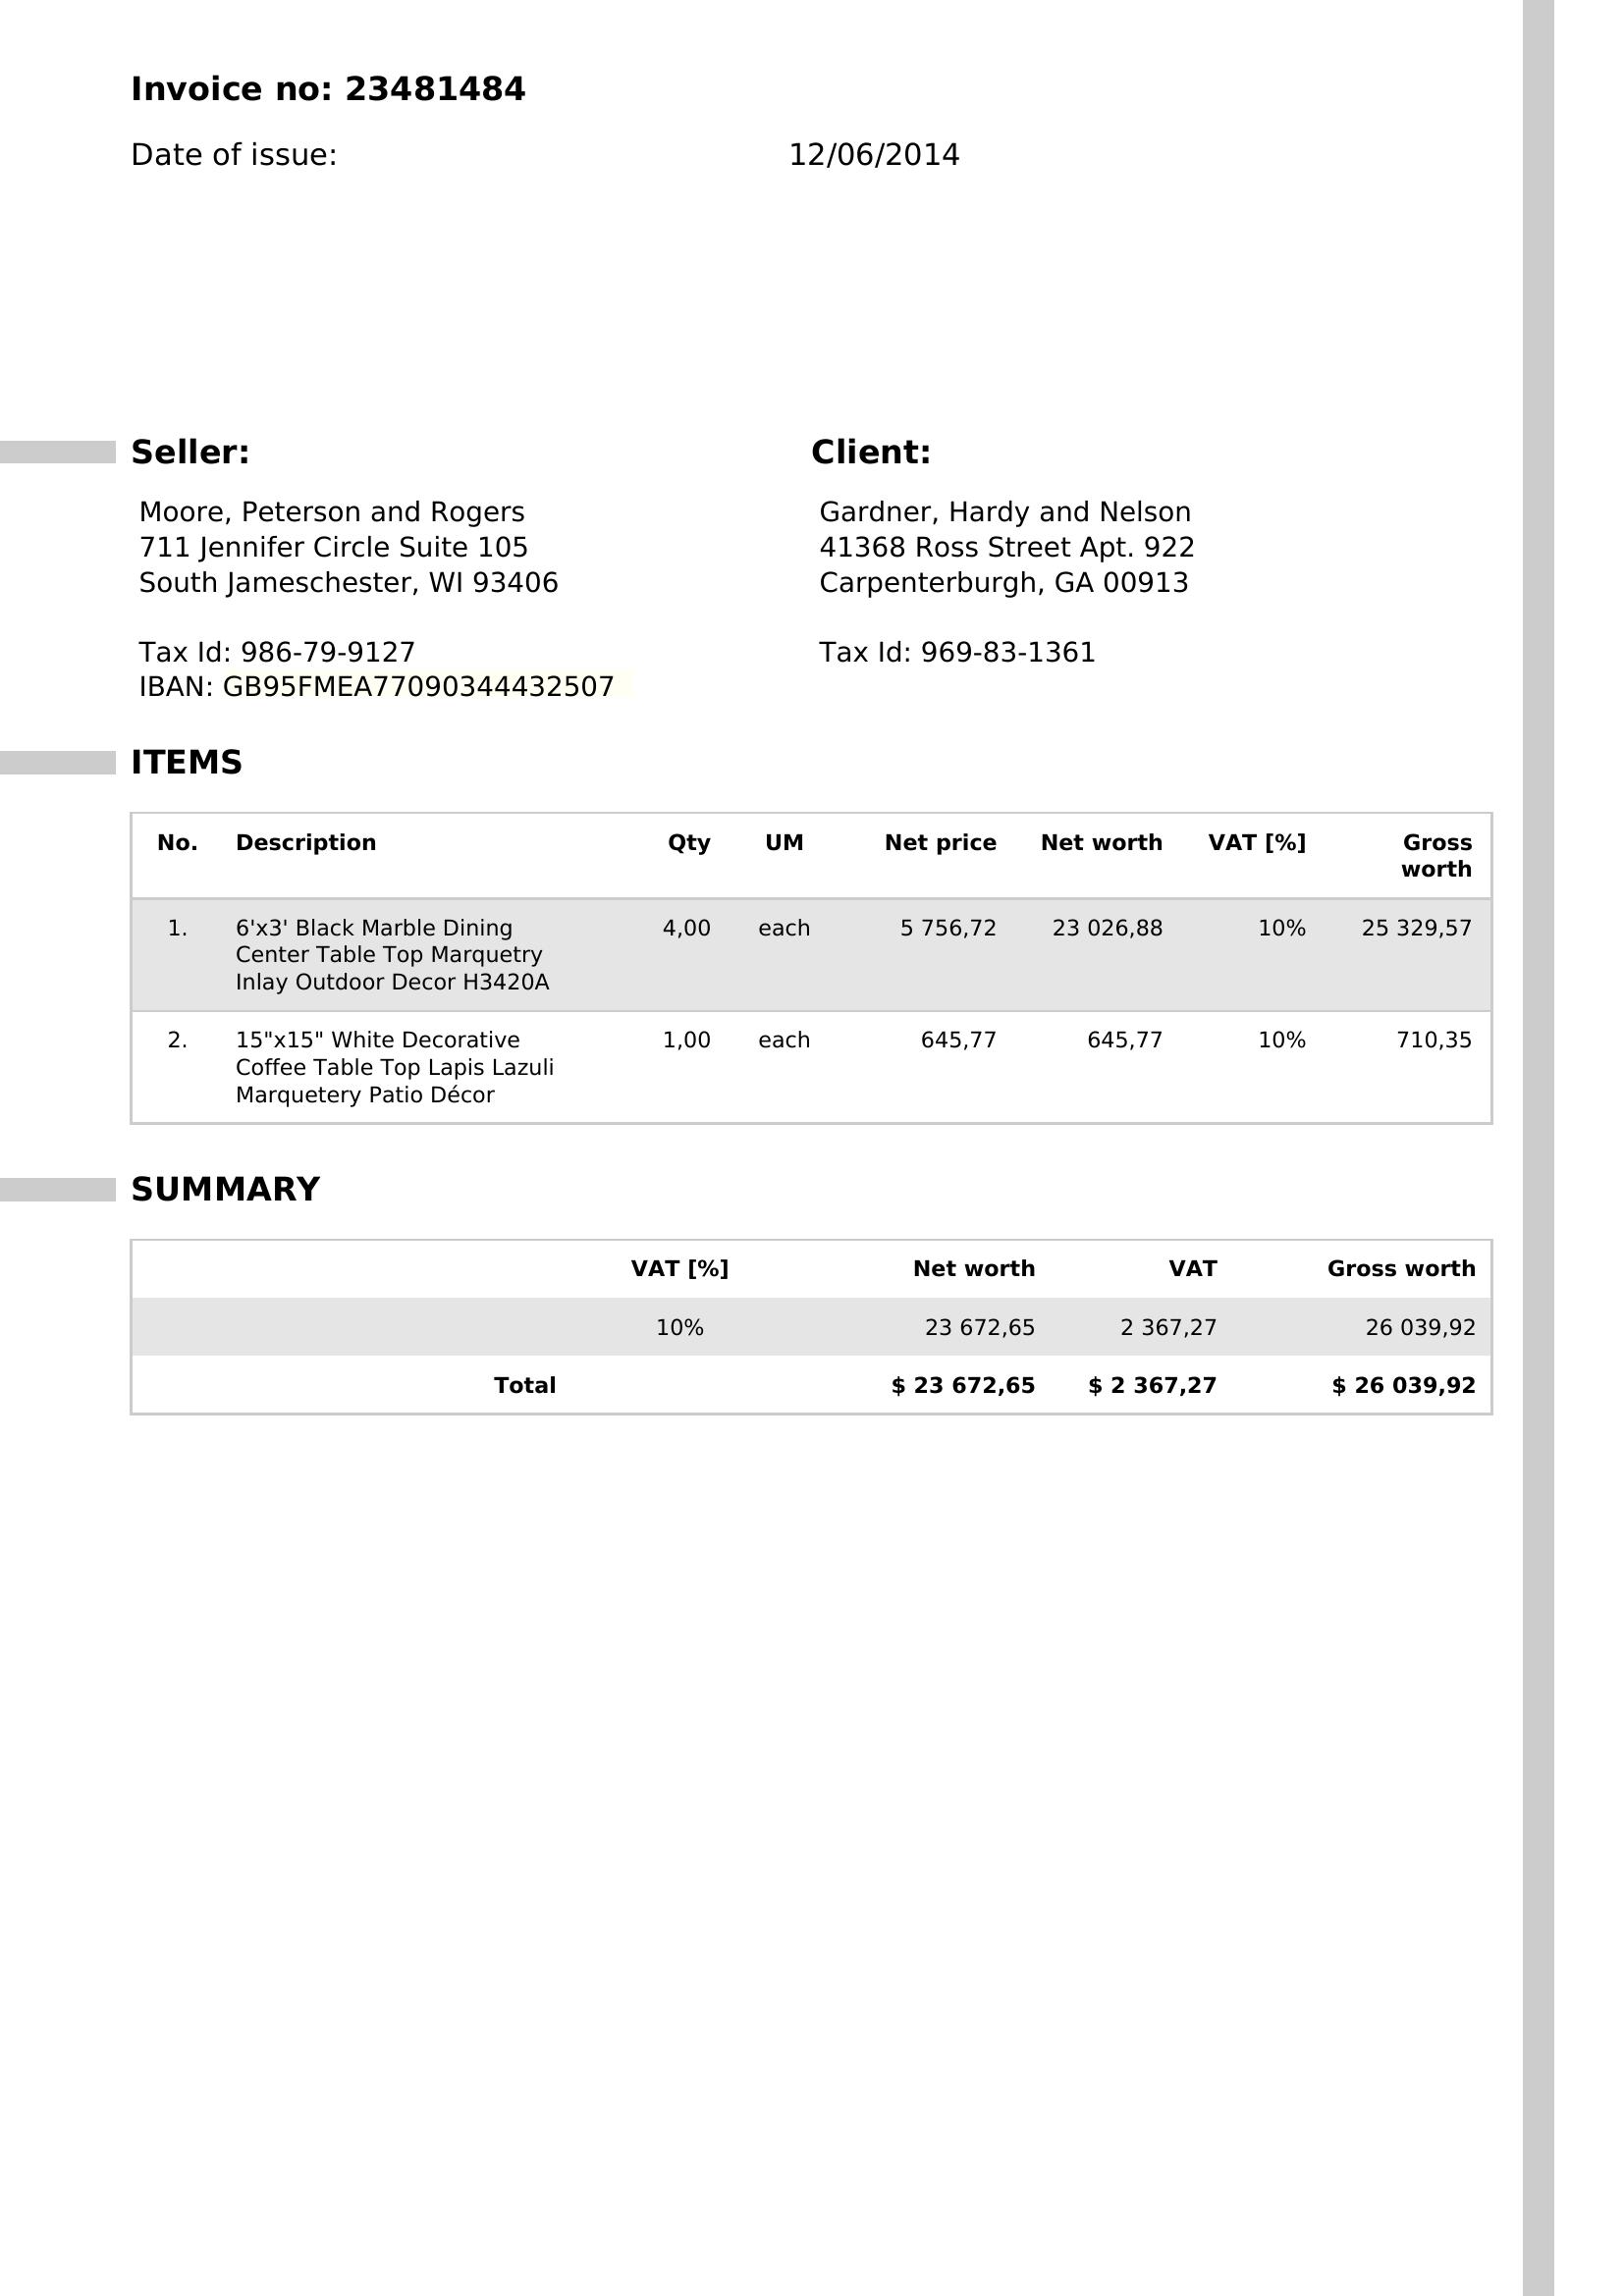 Invoice no: 23481484
Date of issue: 12/06/2014
Seller:
Moore, Peterson and Rogers
711 Jennifer Circle Suite 105
South Jameschester, WI 93406
Tax Id: 986-79-9127
IBAN: GB95FMEA77090344432507
Client:
Gardner, Hardy and Nelson
41368 Ross Street Apt. 922
Carpenterburgh, GA 00913
Tax Id: 969-83-1361
ITEMS
No. Description Qty UM Net price Net worth VAT [%] Gross
worth
1. 6'x3' Black Marble Dining 4,00 each 5 756,72 23 026,88 10% 25 329,57
Center Table Top Marquetry
Inlay Outdoor Decor H3420A
2. 15"x15" White Decorative 1,00 each 645,77 645,77 10% 710,35
Coffee Table Top Lapis Lazuli
Marquetery Patio Décor
SUMMARY
VAT [%] Net worth VAT Gross worth
10% 23 672,65 2 367,27 26 039,92
Total $ 23 672,65 $ 2 367,27 $ 26 039,92